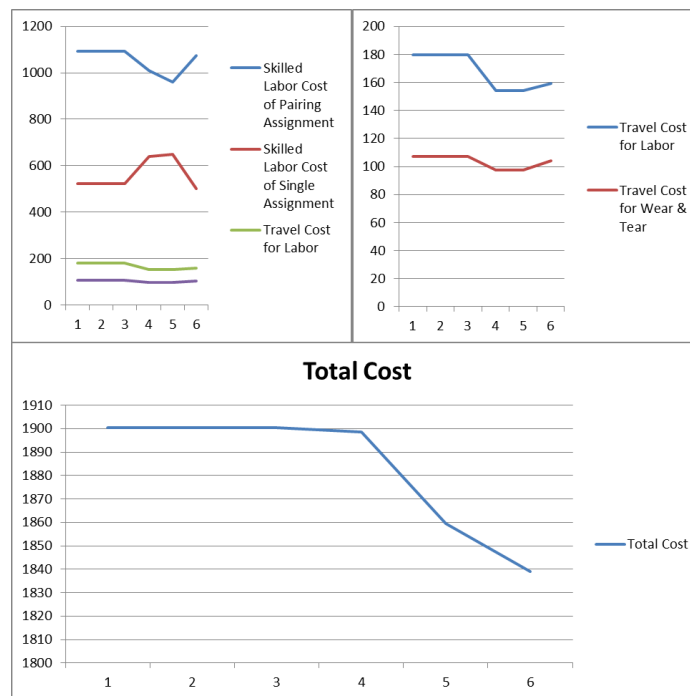 1200
1000
800
600
400
200
0
1 2 3 4 5 6
Skilled
Labor Cost
of Pairing
Assignment
Skilled
Labor Cost
of Single
Assignment
Travel Cost
for Labor
200
180
160
140
120
100
80
60
40
20
0
1 2 3 4 5 6
Travel Cost
for Labor
Travel Cost
for Wear &
Tear
Total Cost
1910
1900
1890
1880
1870
1860
1850
1840
1830
1820
1810
1800
1 2 3 4 5 6
Total Cost